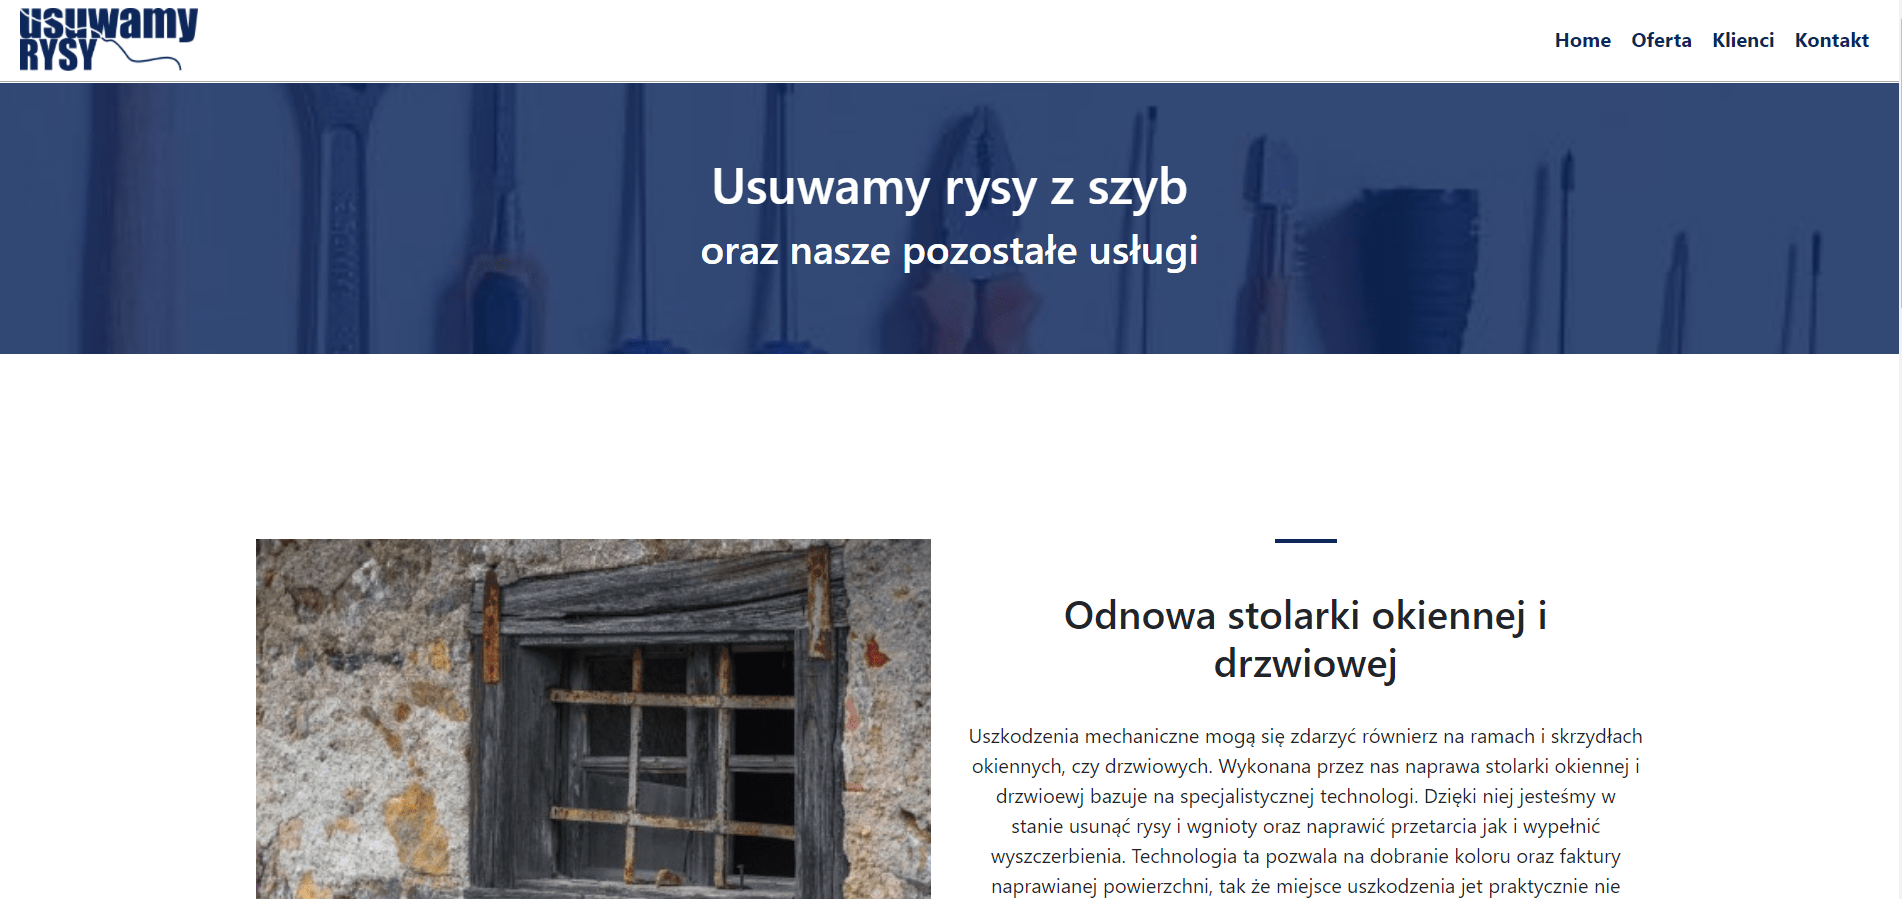 usuwamy
RYSY
Home Oferta Klienci Kontakt
Usuwamy rysy z szyb
oraz nasze pozostałe usługi
Odnowa stolarki okiennej i
drzwiowej
Uszkodzenia mechaniczne mogą się zdarzyć równierz na ramach i skrzydłach
okiennych, czy drzwiowych. Wykonana przez nas naprawa stolarki okiennej i
drzwioewj bazuje na specjalistycznej technologi. Dzięki niej jesteśmy w
stanie usunąć rysy i wgnioty oraz naprawić przetarcia jak i wypełnić
wyszczerbienia. Technologia ta pozwala na dobranie koloru oraz faktury
naprawianej powierzchni, tak że miejsce uszkodzenia jet praktycznie nie